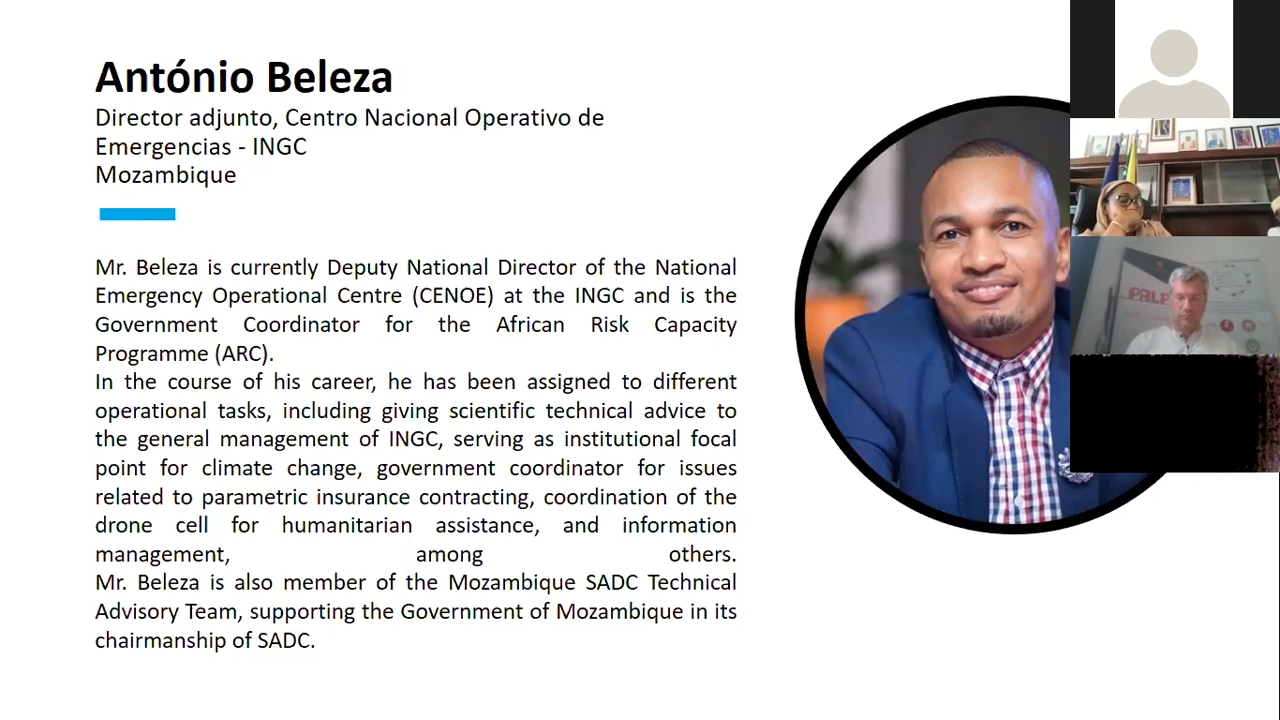 António Beleza
Director adjunto, Centro Nacional Operativo de
Emergencias - INGC
Mozambique
Mr. Beleza is currently Deputy National Director of the National
Emergency Operational Centre (CENOE) at the INGC and is the
Government Coordinator for the African Risk Capacity
Programme (ARC).
In the course of his career, he has been assigned to different
operational tasks, including giving scientific technical advice to
the general management of INGC, serving as institutional focal
point for climate change, government coordinator for issues
related to parametric insurance contracting, coordination of the
drone cell for humanitarian assistance, and information
management, among others.
Mr. Beleza is also member of the Mozambique SADC Technical
Advisory Team, supporting the Government of Mozambique in its
chairmanship of SADC.